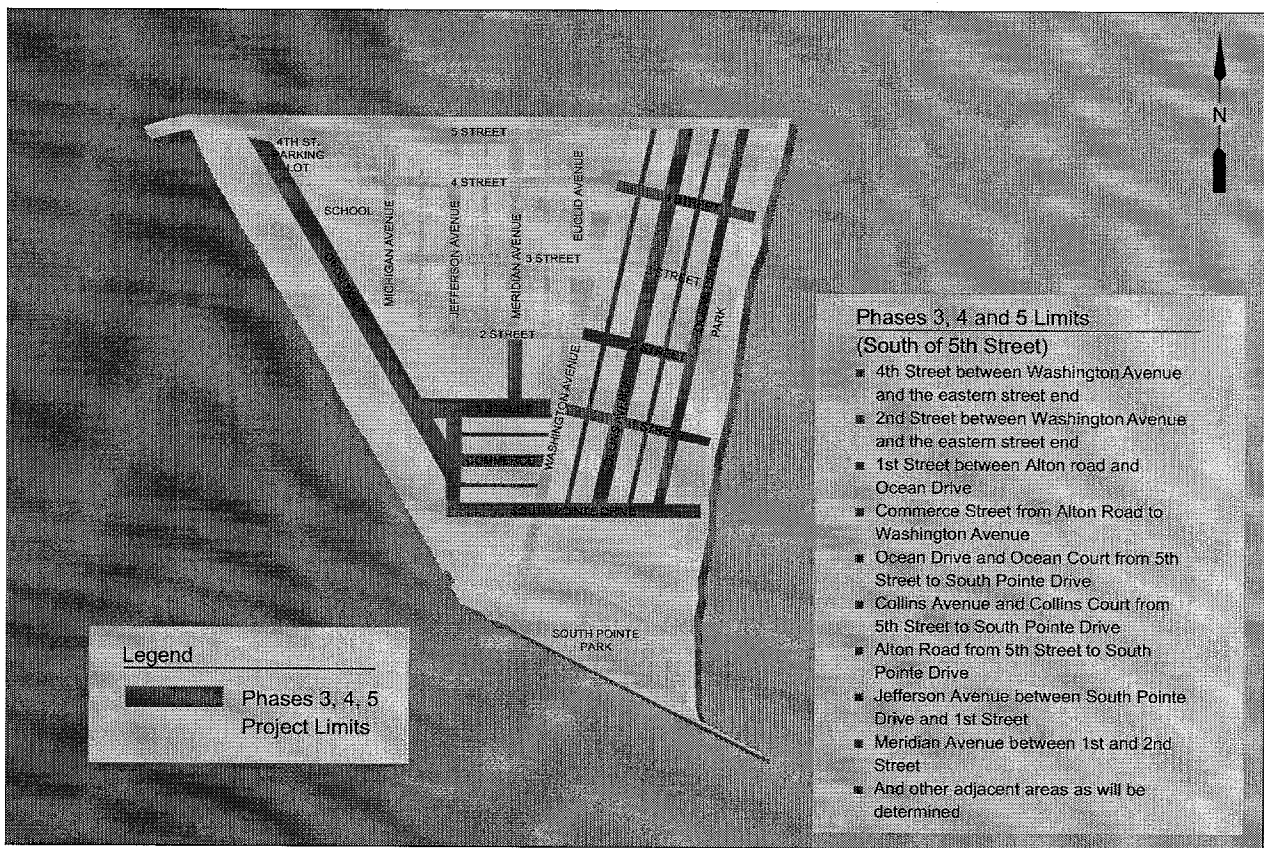 N
5 STREET
4TH ST.
PARKING
LOT
4 STREET
SCHOOL
MICHIGAN AVENUE
JEFFERSON AVENUE
MERIDIAN AVENUE
EUCLID AVENUE
3 STREET
STREET
2 STREET
PARK
WASHINGTON AVENUE
COMMERCE
SOUTH POINTE DRIVE
SOUTH POINTE
PARK
Legend
Phases 3, 4, 5
Project Limits
Phases 3, 4 and 5 Limits
(South of 5th Street)
■ 4th Street between Washington Avenue
and the eastern street end
■ 2nd Street between Washington Avenue
and the eastern street end
■ 1st Street between Alton road and
Ocean Drive
■ Commerce Street from Alton Road to
Washington Avenue
■ Ocean Drive and Ocean Court from 5th
Street to South Pointe Drive
■ Collins Avenue and Collins Court from
5th Street to South Pointe Drive
■ Alton Road from 5th Street to South
Pointe Drive
■ Jefferson Avenue between South Pointe
Drive and 1st Street
■ Meridian Avenue between 1st and 2nd
Street
■ And other adjacent areas as will be
determined